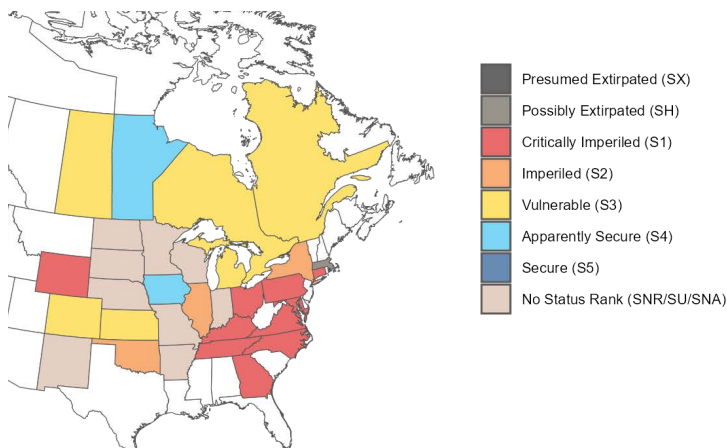 Presumed Extirpated (SX)
Possibly Extirpated (SH)
Critically Imperiled (S1)
Imperiled (S2)
Vulnerable (S3)
Apparently Secure (S4)
Secure (S5)
No Status Rank (SNR/SU/SNA)